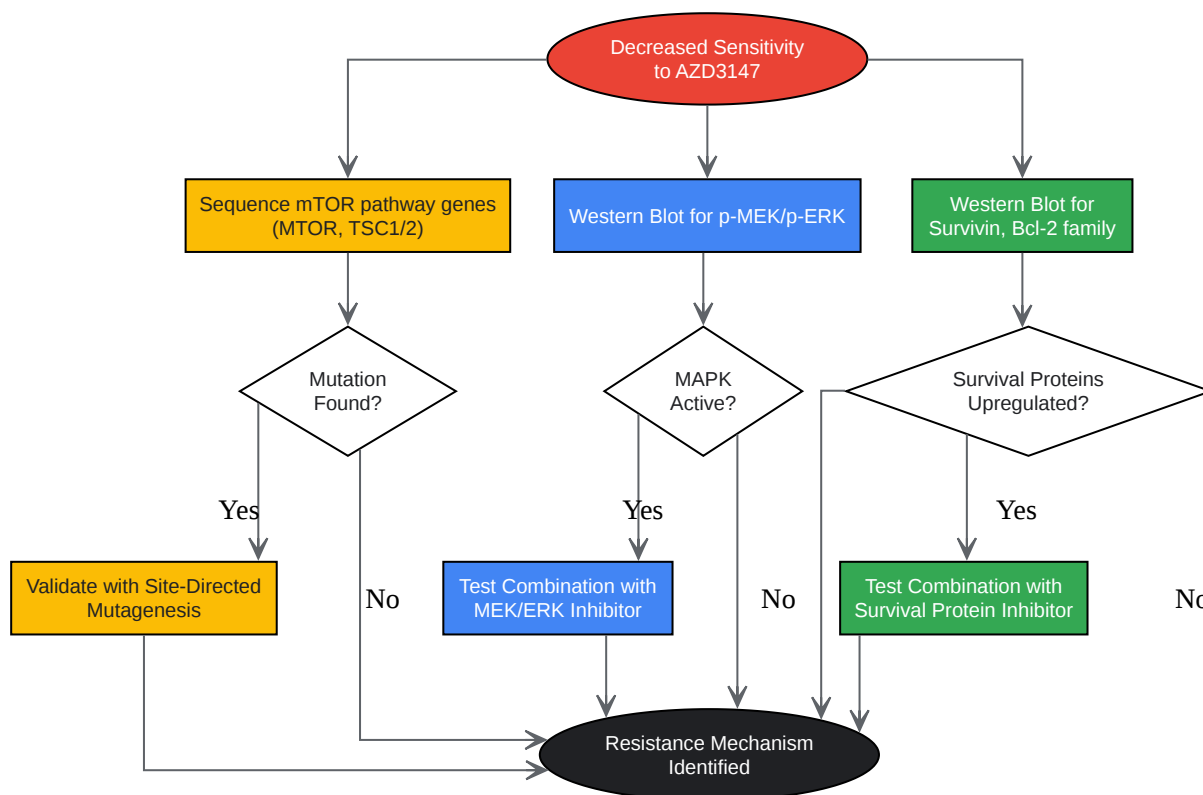 Decreased Sensitivity
to AZD3147
Sequence mTOR pathway genes
(MTOR, TSC1/2)
Western Blot for p-MEK/p-ERK
Western Blot for
Survivin, Bcl-2 family
Mutation
Found?
MAPK
Active?
Survival Proteins
Upregulated?
Yes
Yes
Yes
Validate with Site-Directed
Mutagenesis
No
Test Combination with
MEK/ERK Inhibitor
No
Test Combination with
Survival Protein Inhibitor
No
Resistance Mechanism
Identified